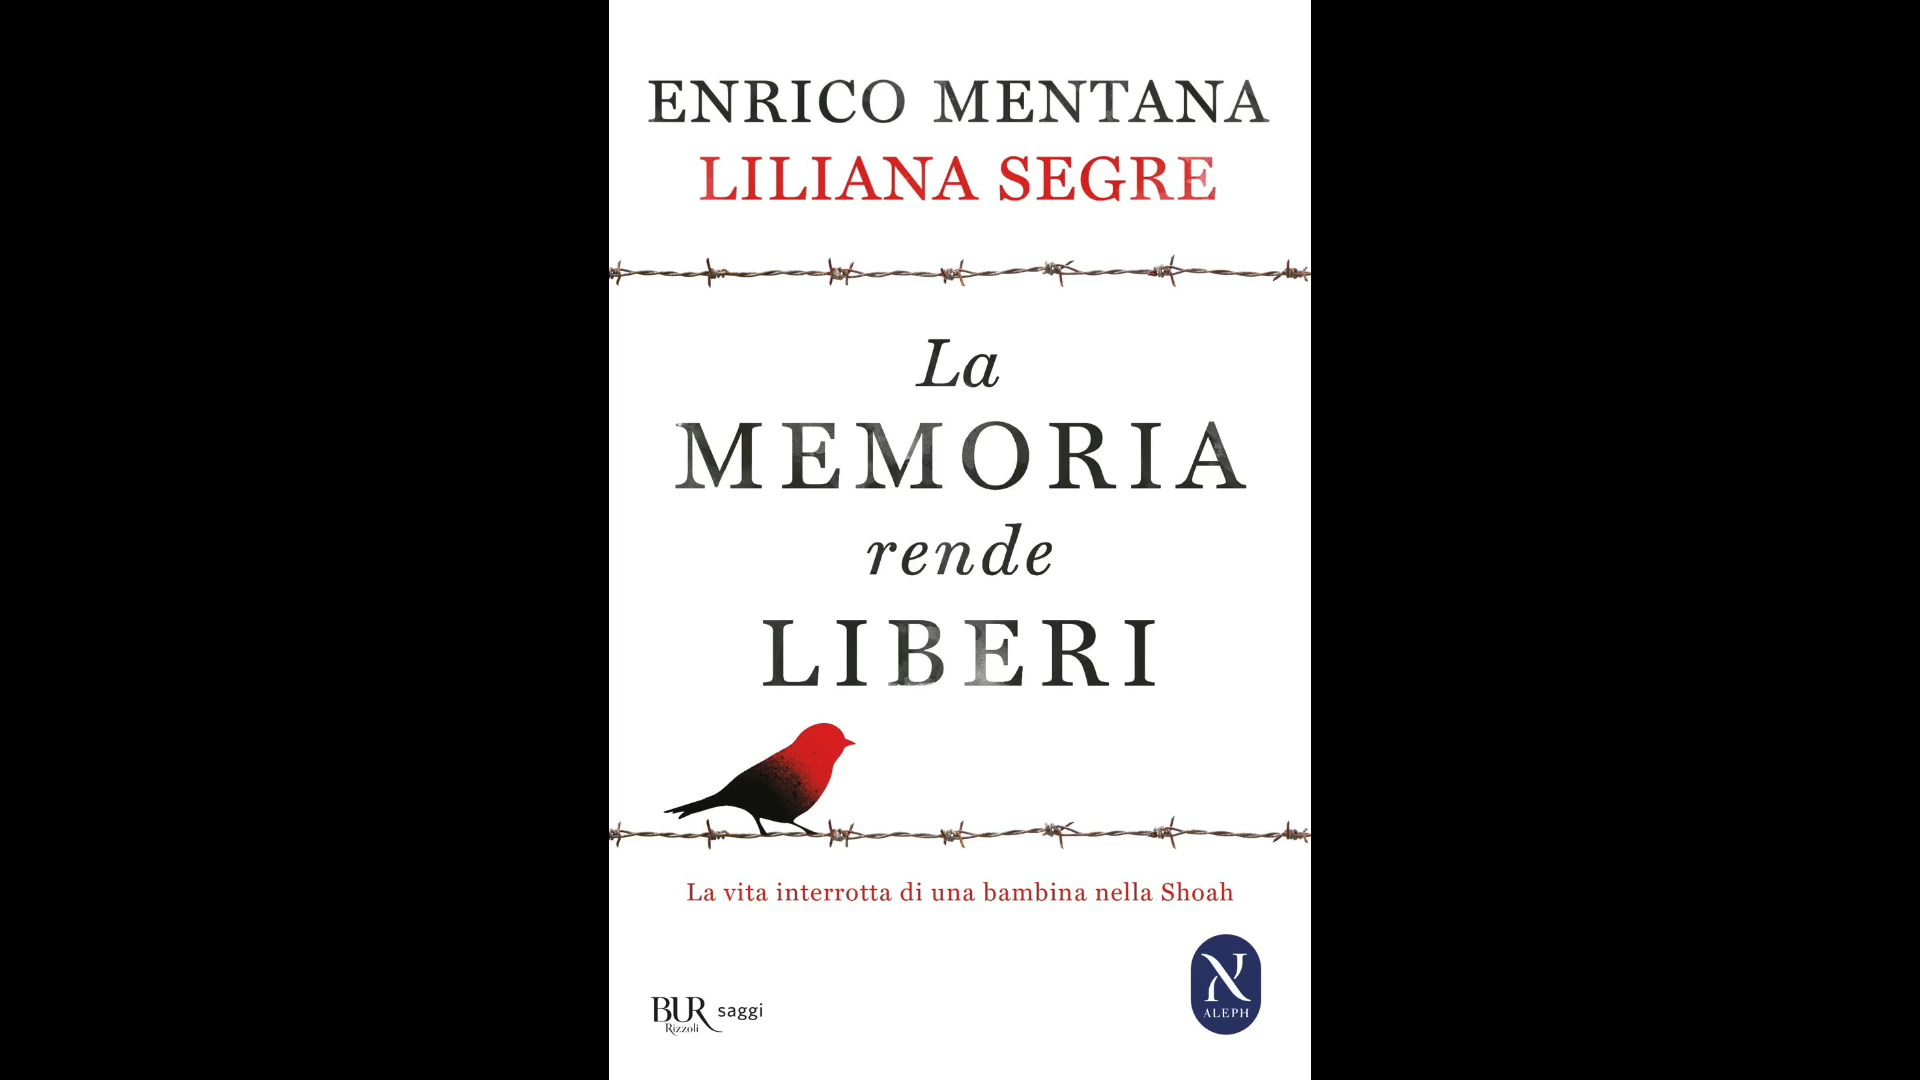 ENRICO MENTANA
LILIANA SEGRE
La
MEMORIA
rende
LIBERI
La vita interrotta di una bambina nella Shoah
BUR saggi
Rizzoli
א
ALEPH